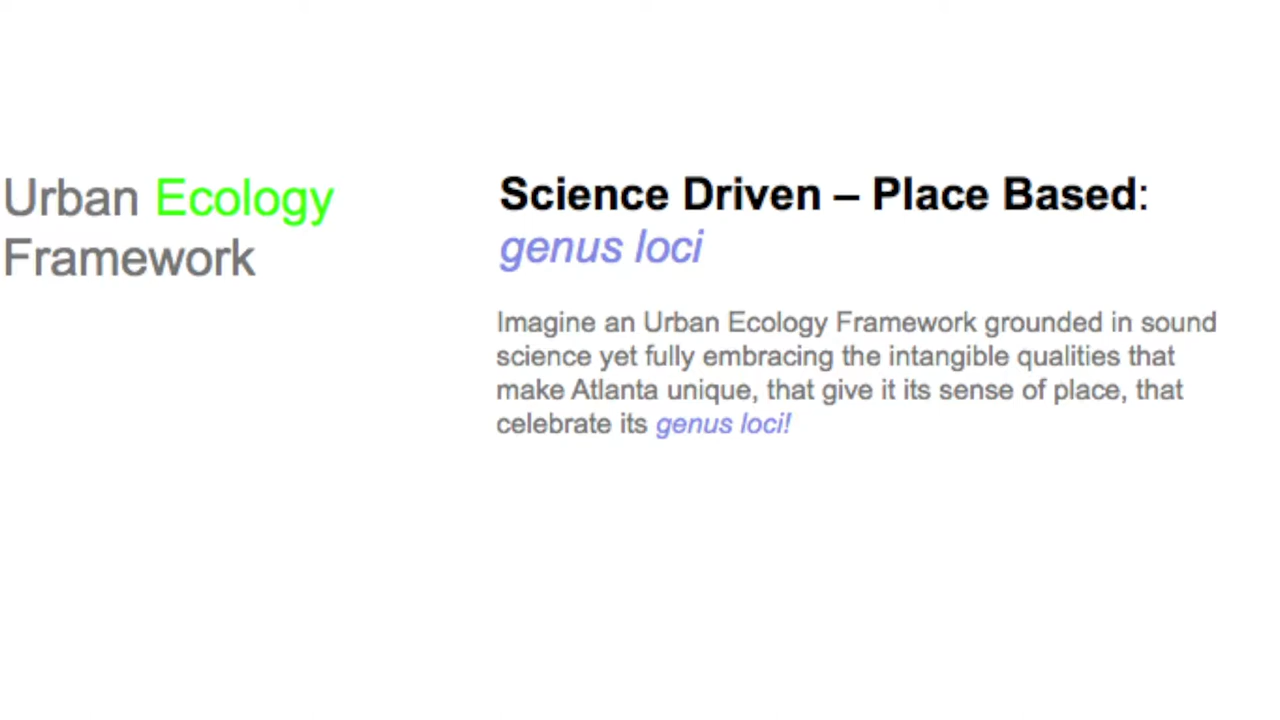 Urban Ecology
Framework
Science Driven – Place Based:
genus loci
Imagine an Urban Ecology Framework grounded in sound
science yet fully embracing the intangible qualities that
make Atlanta unique, that give it its sense of place, that
celebrate its genus loci!